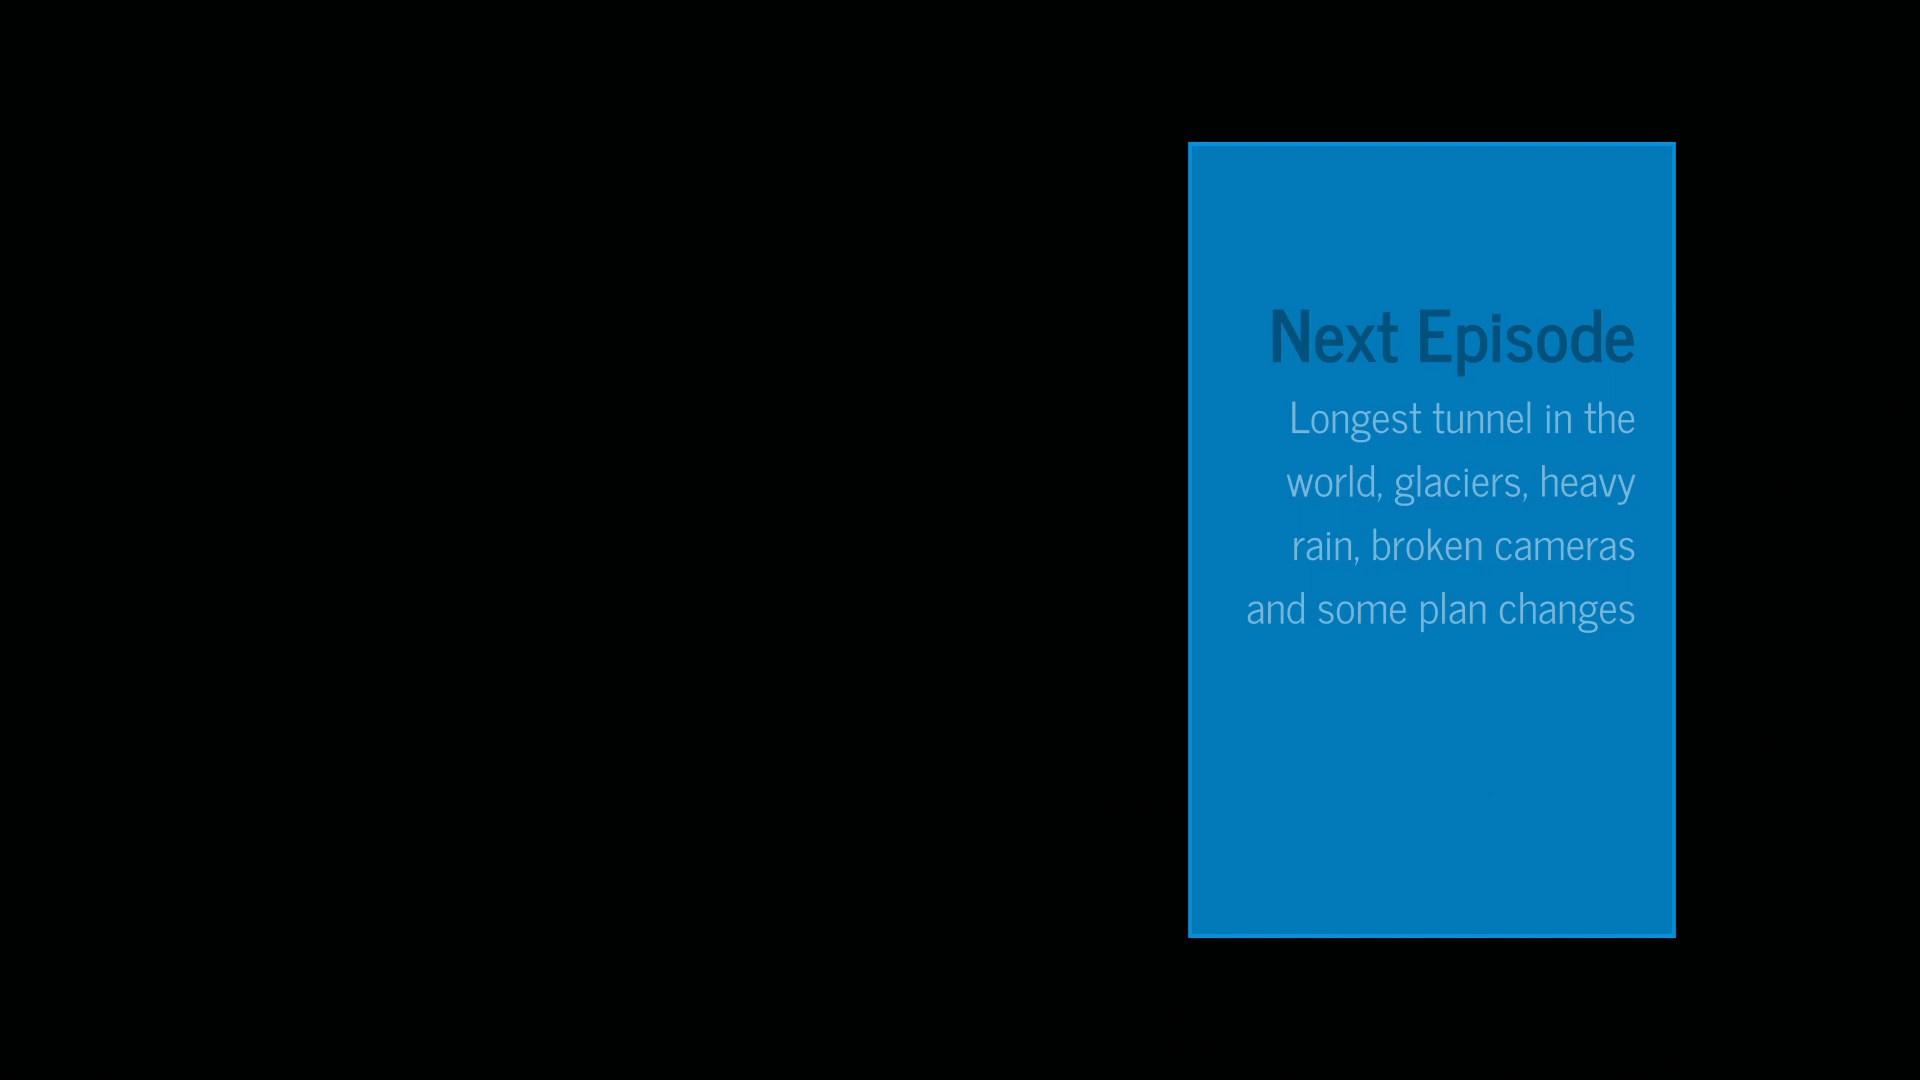 Next Episode
Longest tunnel in the
world, glaciers, heavy
rain, broken cameras
and some plan changes